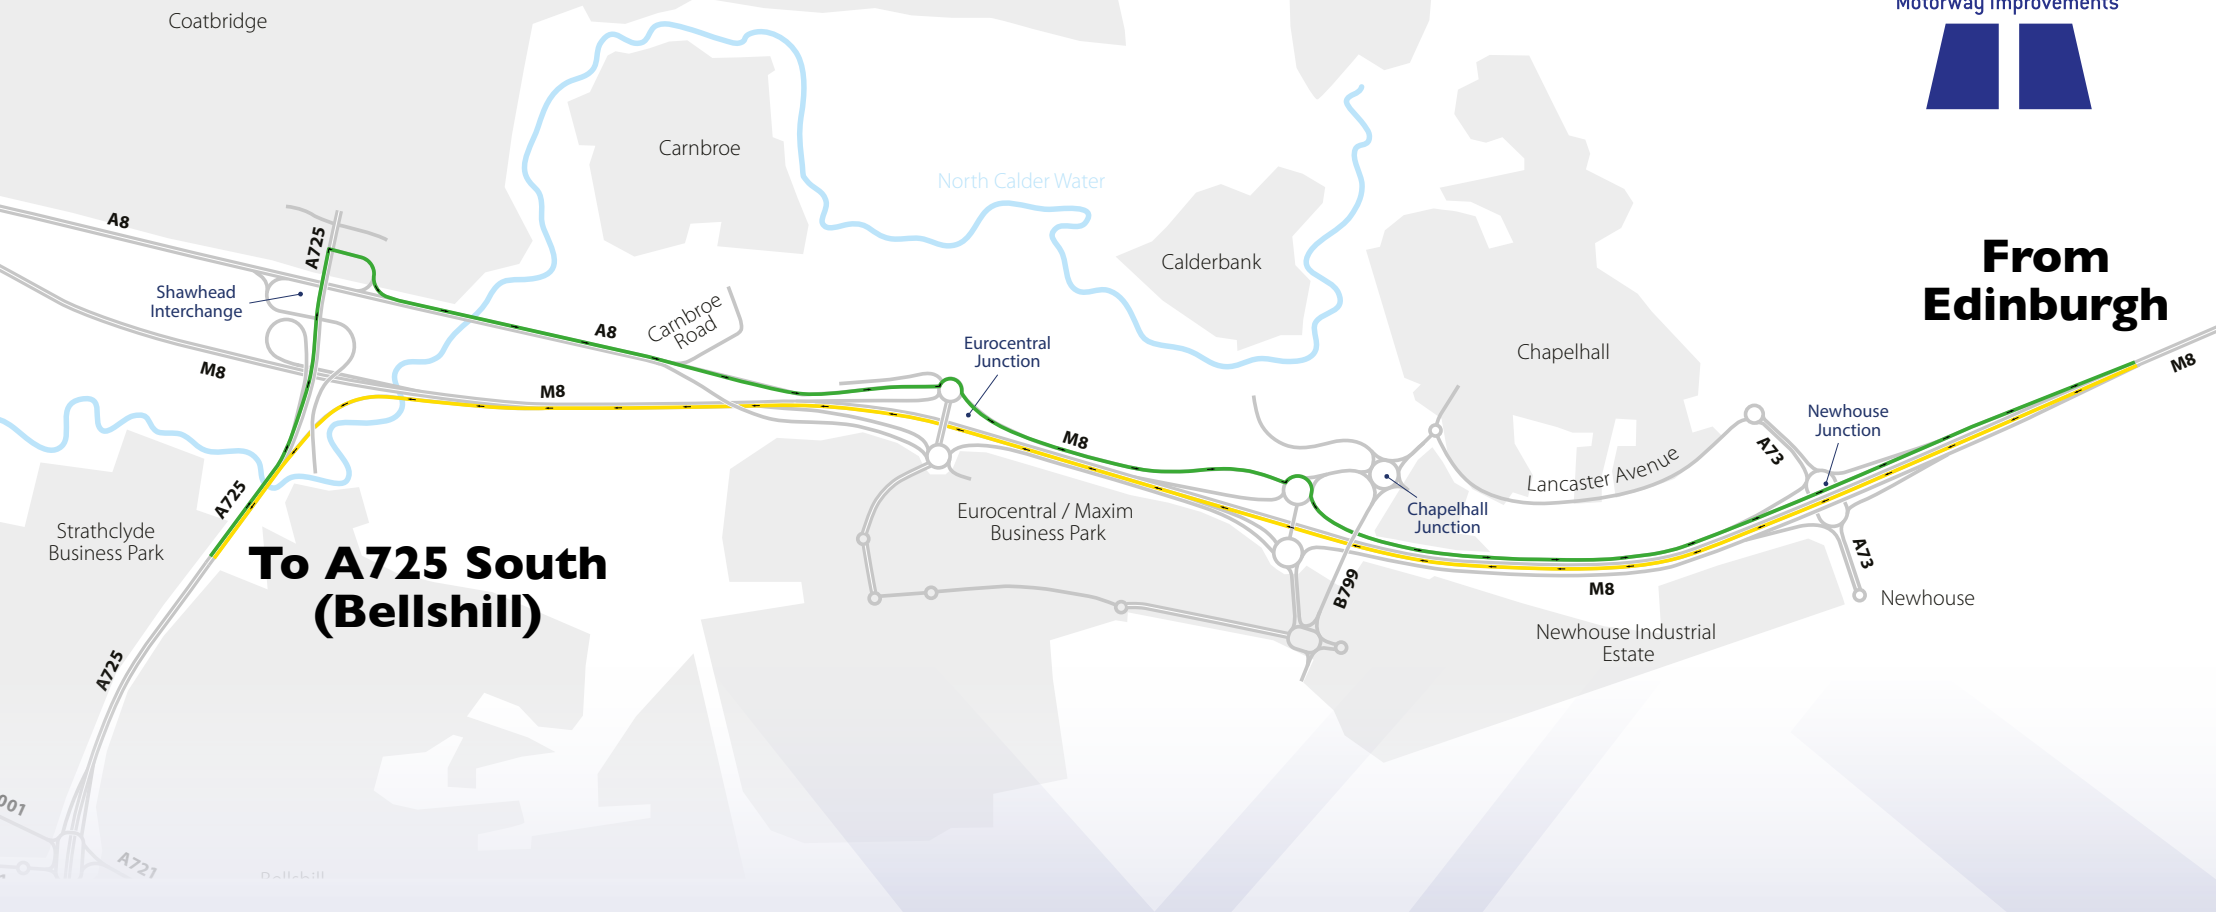 Coatbridge
Motorway Improvements
Carnbroe
North Calder Water
A8
A725
Calderbank
From
Edinburgh
Shawhead
Interchange
A8
Carnbroe
Road
Eurocentral
Junction
Chapelhall
M8
M8
M8
Newhouse
Junction
M8
A73
Lancaster Avenue
A725
Eurocentral / Maxim
Business Park
Chapelhall
Junction
Strathclyde
Business Park
To A725 South
(Bellshill)
A73
B799
M8
Newhouse
Newhouse Industrial
Estate
A725
A721